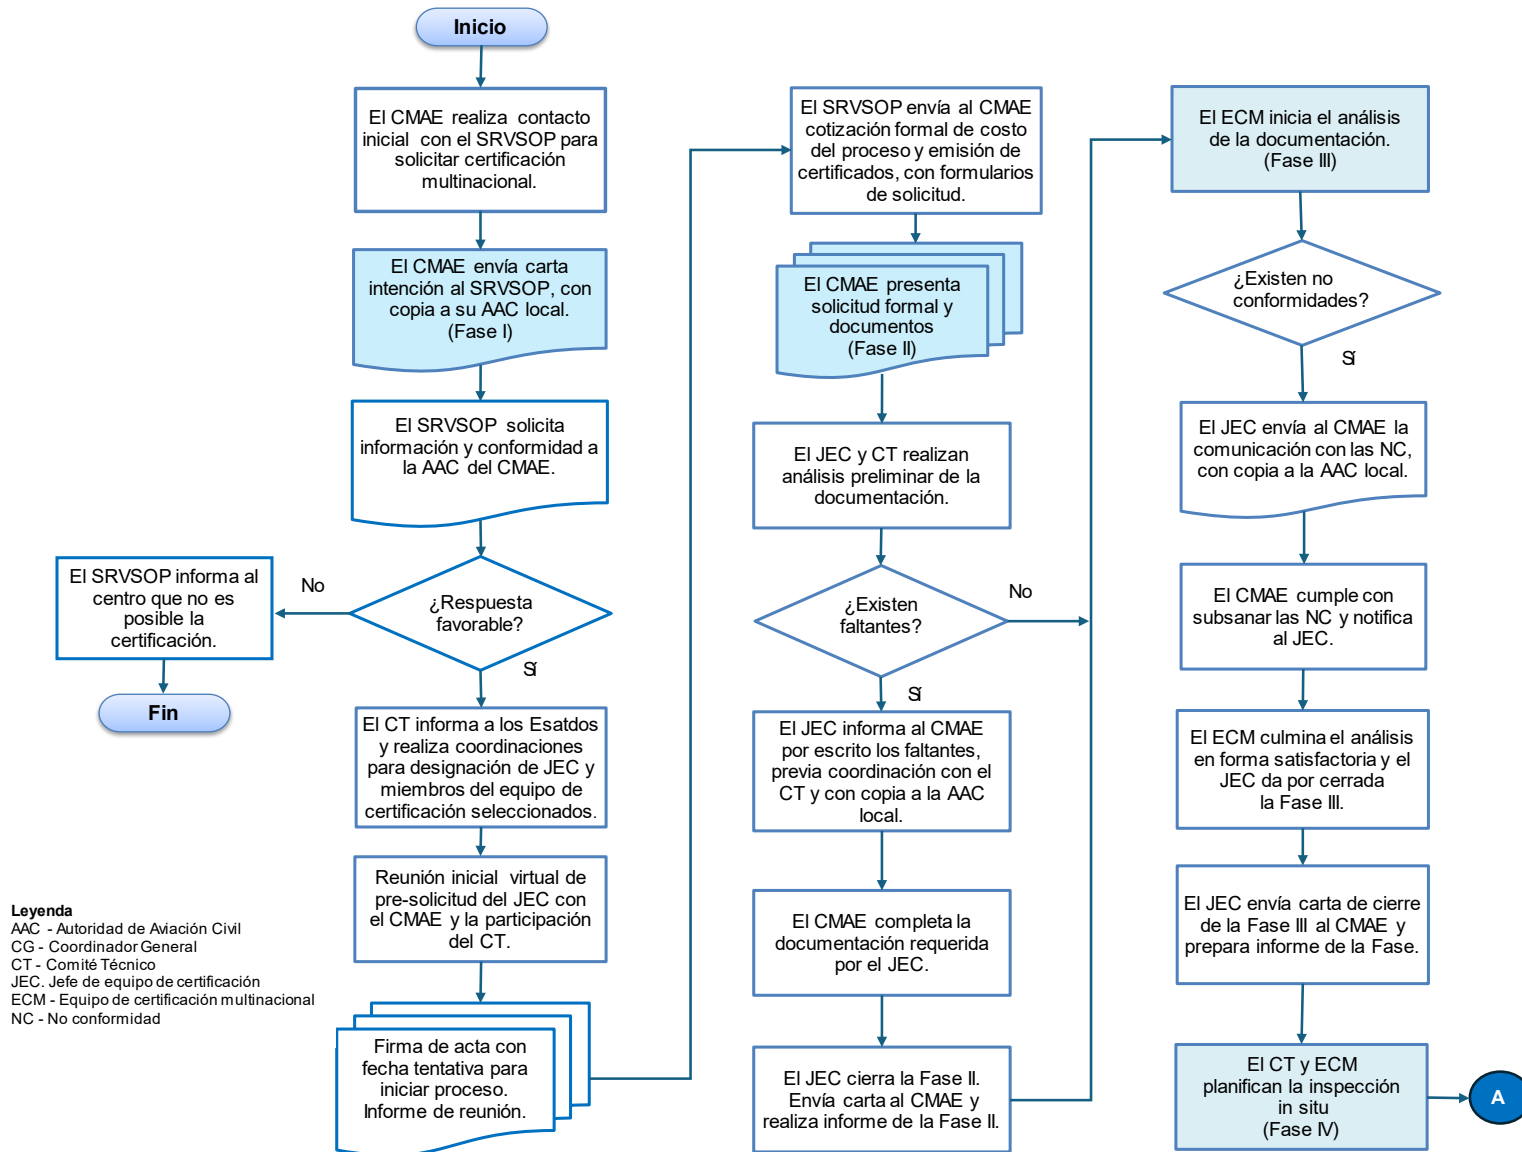 Inicio
El CMAE realiza contacto
inicial con el SRVSOP para
solicitar certificación
multinacional.
El CMAE envía carta
intención al SRVSOP, con
copia a su AAC local.
(Fase I)
El SRVSOP solicita
información y conformidad a
la AAC del CMAE.
¿Respuesta
favorable?
No
El SRVSOP informa al
centro que no es
posible la
certificación.
Fin
Sí
El CT informa a los Esatdos
y realiza coordinaciones
para designación de JEC y
miembros del equipo de
certificación seleccionados.
Reunión inicial virtual de
pre-solicitud del JEC con
el CMAE y la participación
del CT.
Firma de acta con
fecha tentativa para
iniciar proceso.
Informe de reunión.
El SRVSOP envía al CMAE
cotización formal de costo
del proceso y emisión de
certificados, con formularios
de solicitud.
El CMAE presenta
solicitud formal y
documentos
(Fase II)
El JEC y CT realizan
análisis preliminar de la
documentación.
¿Existen
faltantes?
No
Sí
El JEC informa al CMAE
por escrito los faltantes,
previa coordinación con el
CT y con copia a la AAC
local.
El CMAE completa la
documentación requerida
por el JEC.
El JEC cierra la Fase II.
Envía carta al CMAE y
realiza informe de la Fase II.
El ECM inicia el análisis
de la documentación.
(Fase III)
¿Existen no
conformidades?
Sí
El JEC envía al CMAE la
comunicación con las NC,
con copia a la AAC local.
El CMAE cumple con
subsanar las NC y notifica
al JEC.
El ECM culmina el análisis
en forma satisfactoria y el
JEC da por cerrada
la Fase III.
El JEC envía carta de cierre
de la Fase III al CMAE y
prepara informe de la Fase.
El CT y ECM
planifican la inspección
in situ
(Fase IV)
A
Leyenda
AAC - Autoridad de Aviación Civil
CG - Coordinador General
CT - Comité Técnico
JEC. Jefe de equipo de certificación
ECM - Equipo de certificación multinacional
NC - No conformidad